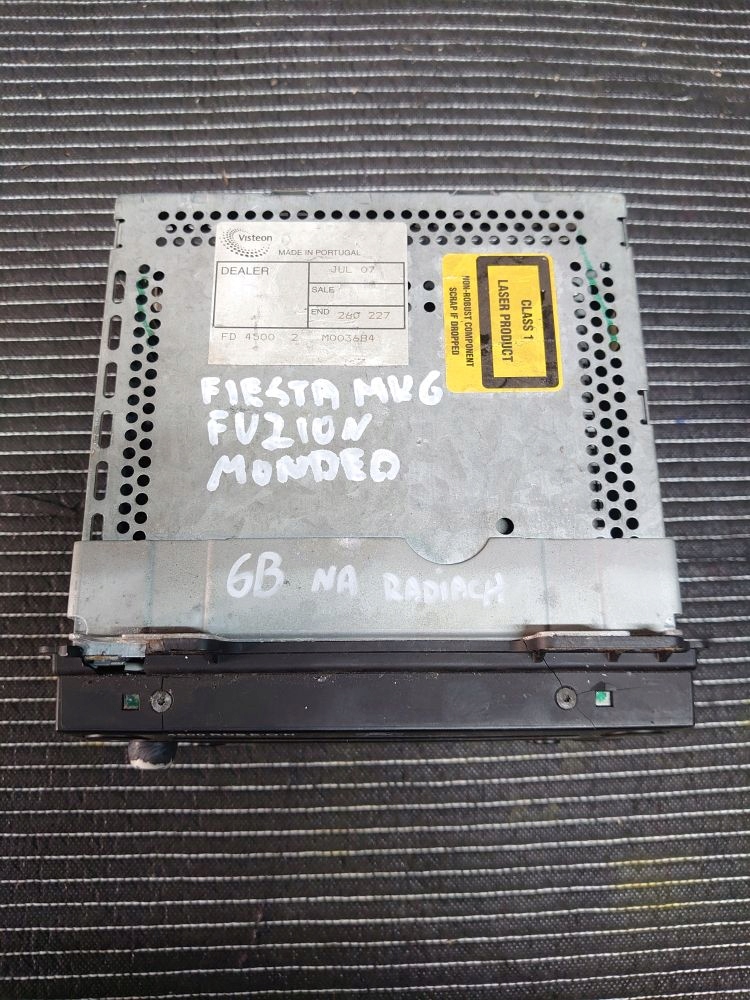 Visteon
MADE IN PORTUGAL
DEALER
JUL 07
SALE
END 260 227
FD 4500 2 M0036B4
CLASS 1
LASER PRODUCT
NON-ROBUST COMPONENT
SCRAP IF DROPPED
FIESTA MK6
FUZION
MONDEO
6B NA RADIACH